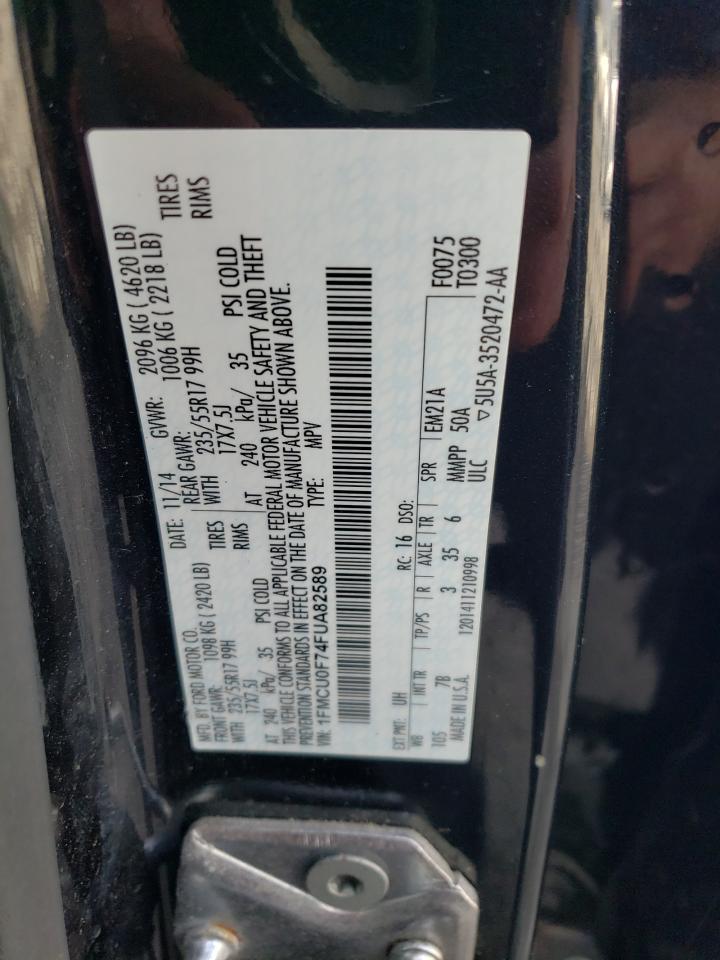 MFD. BY FORD MOTOR CO. DATE: 11/14 GVWR: 2096 KG ( 4620 LB)
FRONT GAWR: 1098 KG ( 2420 LB) REAR GAWR: 1006 KG ( 2218 LB)
WITH 235/55R17 99H TIRES WITH 235/55R17 99H TIRES
17X7.5J RIMS 17X7.5J RIMS
AT 240 kPa/ 35 PSI COLD AT 240 kPa/ 35 PSI COLD
THIS VEHICLE CONFORMS TO ALL APPLICABLE FEDERAL MOTOR VEHICLE SAFETY AND THEFT
PREVENTION STANDARDS IN EFFECT ON THE DATE OF MANUFACTURE SHOWN ABOVE.
VIN: 1FMCU0F74FUA82589 TYPE: MPV
EXT PNT: UH RC: 16 DSO: F0075
WB INT TR TP/PS R AXLE TR SPR EM21A T0300
105 7B 3 35 6 MMPP 50A
MADE IN U.S.A. 1201411210998 ULC ▽5U5A-3520472-AA